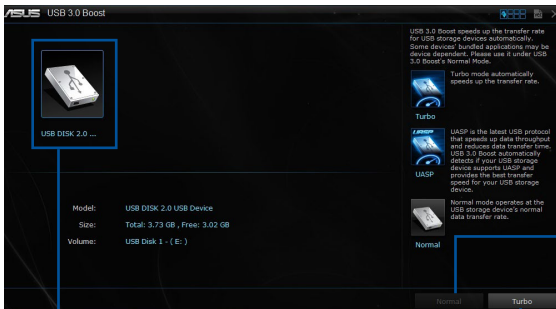 ASUS USB 3.0 Boost
USB 3.0 Boost speeds up the transfer rate
for USB storage devices automatically.
Some devices' bundled applications may be
device dependent. Please use it under USB
3.0 Boost's Normal Mode.
Turbo mode automatically
speeds up the transfer rate.
Turbo
USB DISK 2.0 ...
UASP
UASP is the latest USB protocol
that speeds up data throughput
and reduces data transfer time.
USB 3.0 Boost automatically
detects if your USB storage
device supports UASP and
provides the best transfer
speed for your USB storage
device.
UASP
Model: USB DISK 2.0 USB Device
Size: Total: 3.73 GB , Free: 3.02 GB
Volume: USB Disk 1 - ( E: )
Normal mode operates at the
USB storage device's normal
data transfer rate.
Normal
Normal Turbo